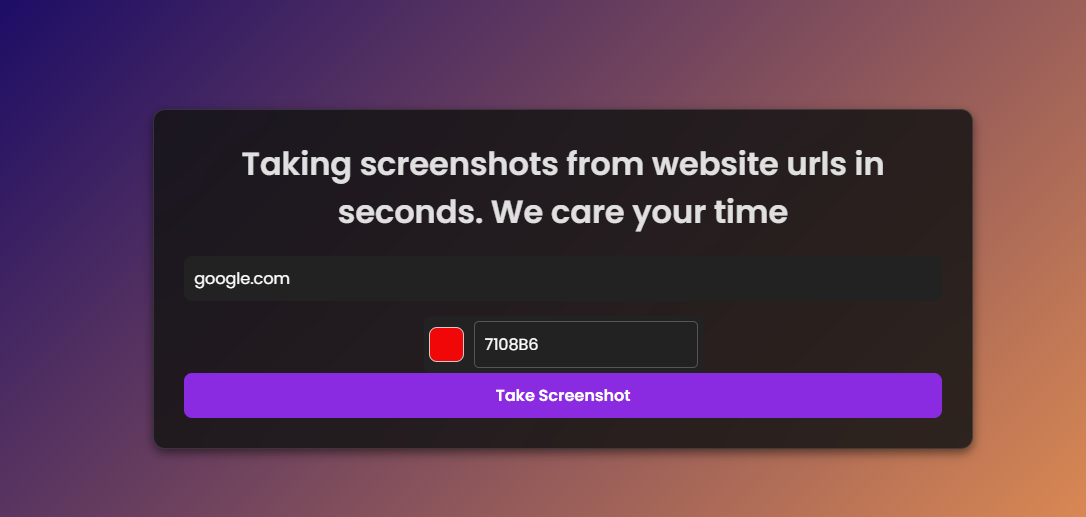 Taking screenshots from website urls in
seconds. We care your time
google.com
7108B6
Take Screenshot